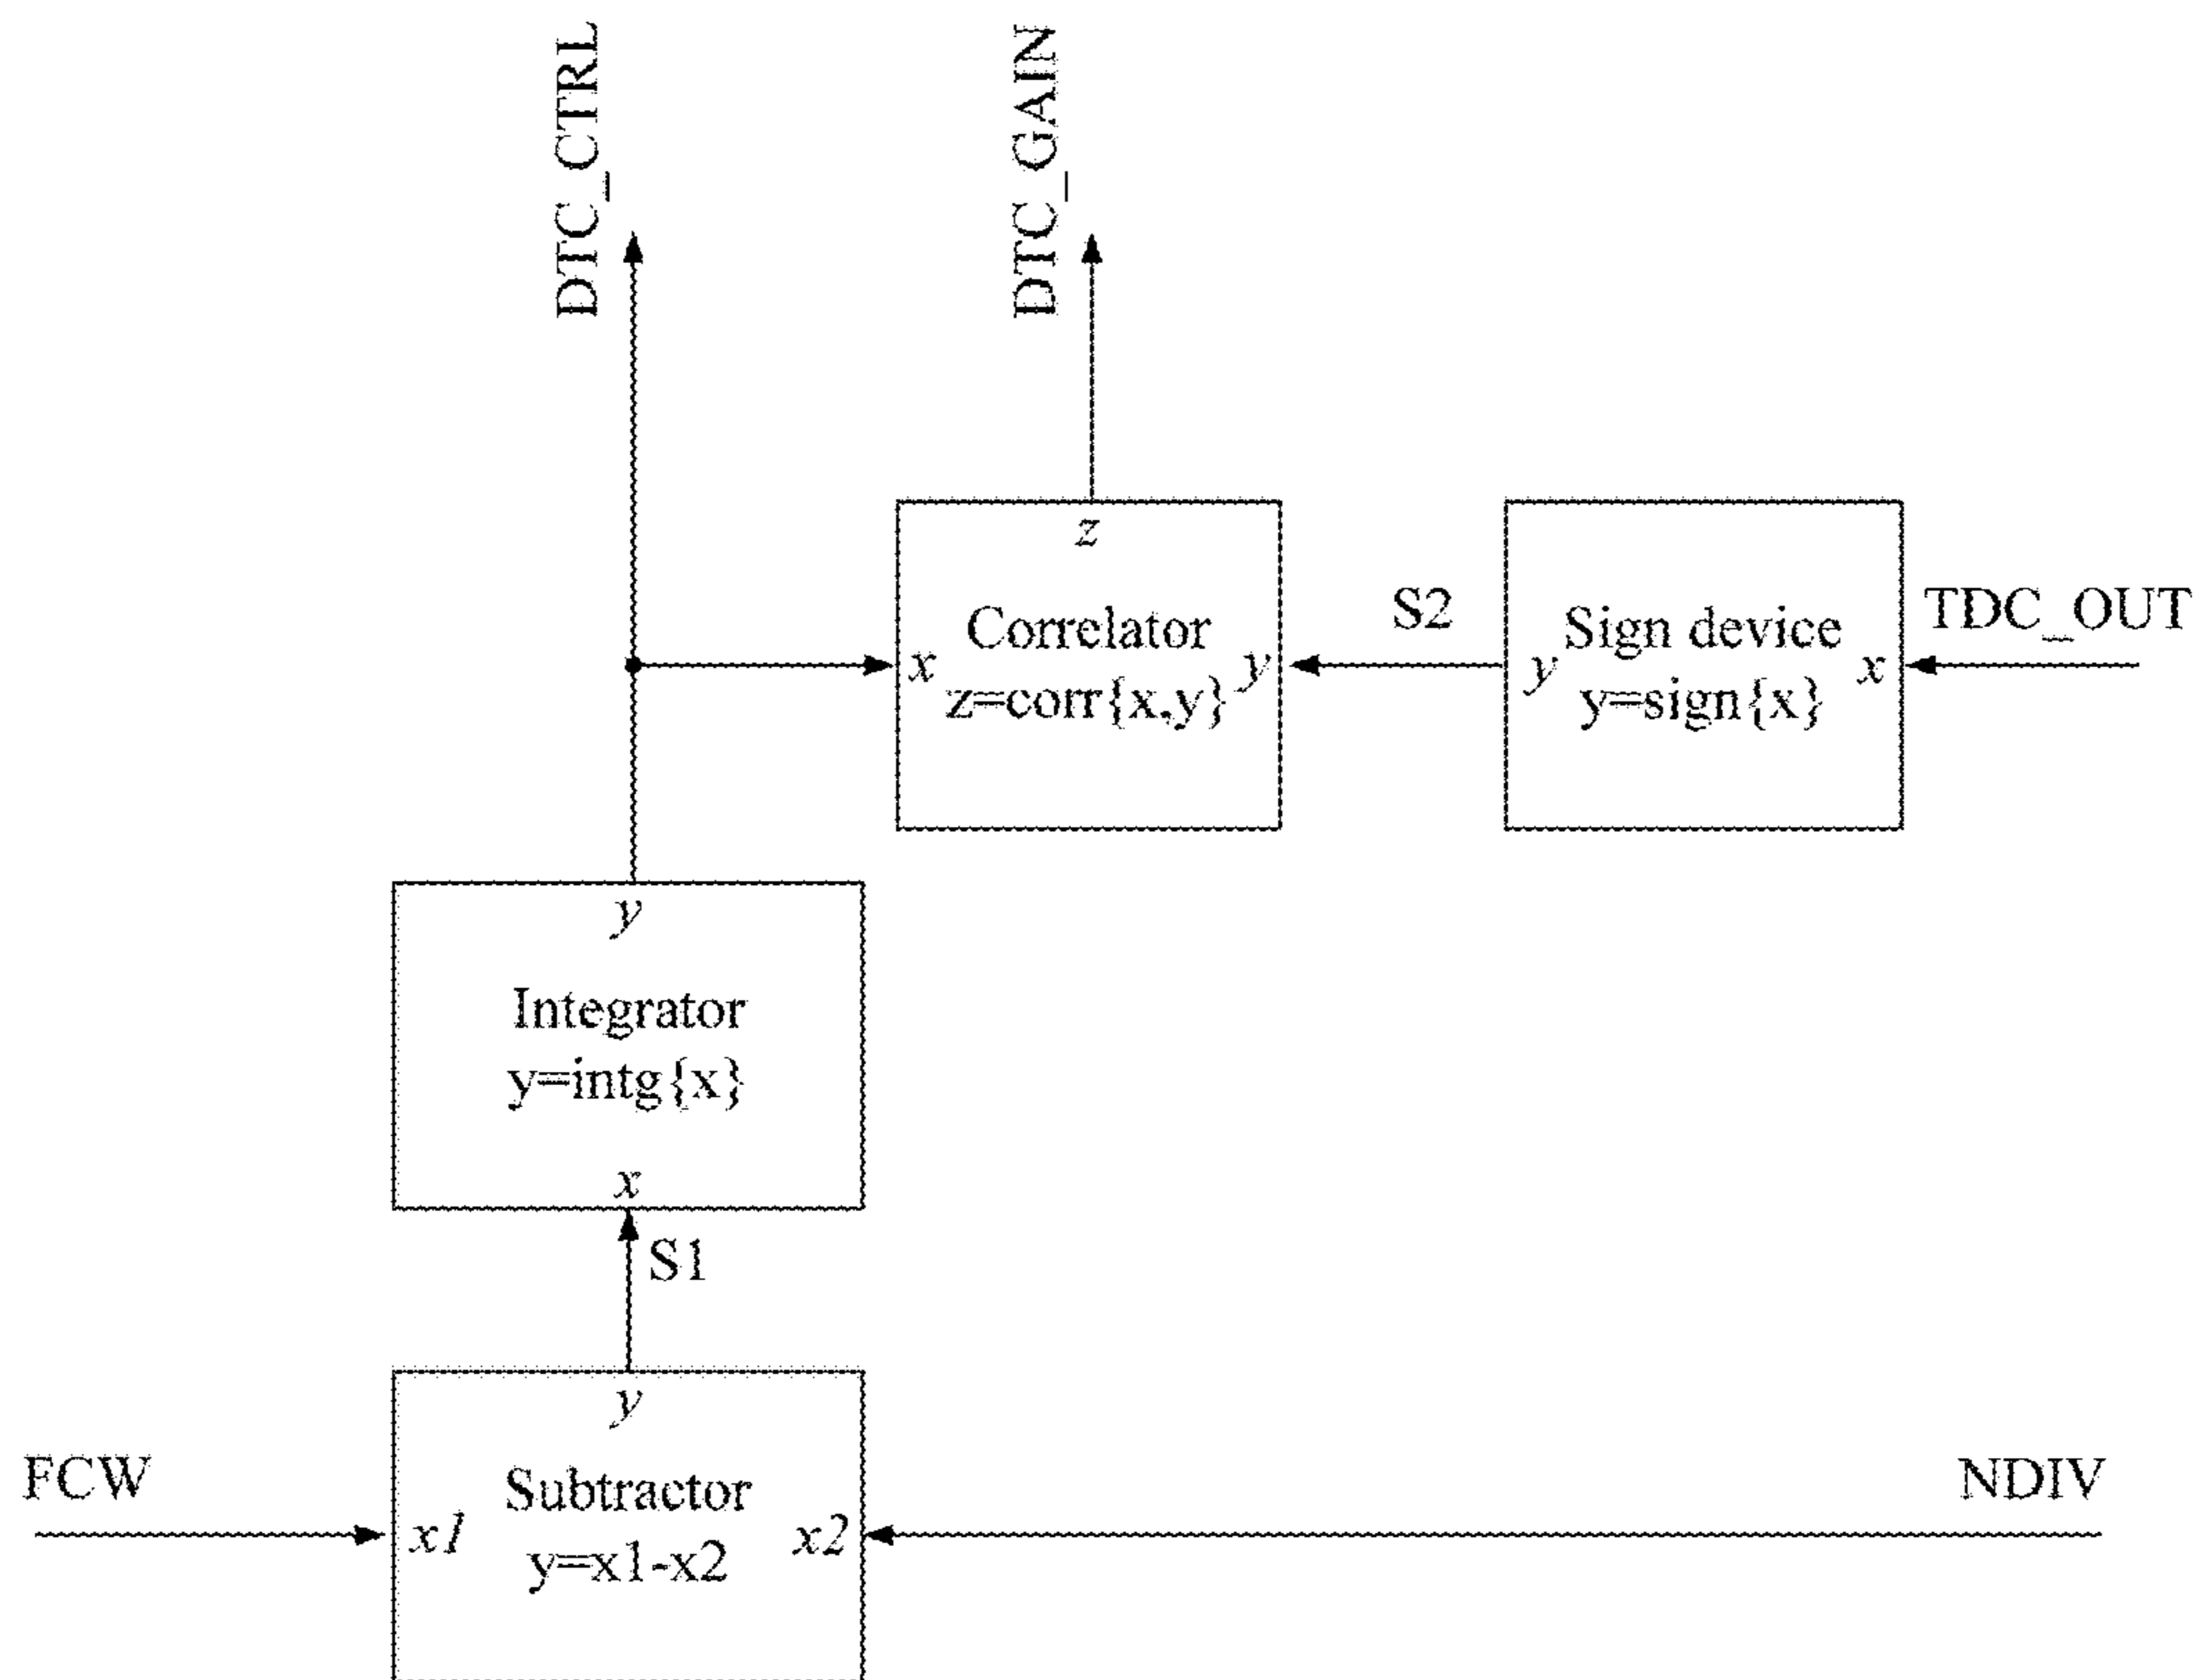 DTC_CTRL
DTC_GAIN
z
Correlator
x
z=corr{x,y}
y
S2
Sign device
y
y=sign{x}
x
TDC_OUT
y
Integrator
y=intg{x}
x
S1
y
FCW
Subtractor
x1
y=x1-x2
x2
NDIV